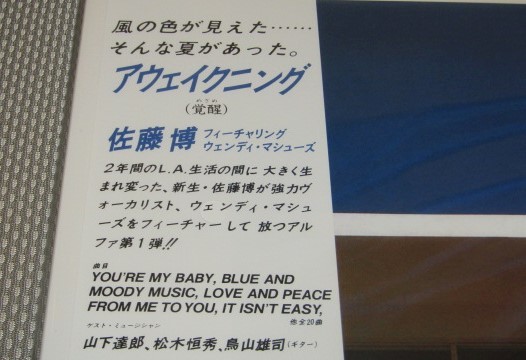 風の色が見えた……
そんな夏があった。
アウェイクニング
(覚醒)
佐藤博 フィーチャリング
ウェンディ・マシューズ
2年間のL.A.生活の間に 大きく生
まれ変った、新生・佐藤博が強力ヴ
ォーカリスト、ウェンディ・マシュ
ーズをフィーチャーして 放つアル
ファ第1弾!!
曲目
YOU'RE MY BABY, BLUE AND
MOODY MUSIC, LOVE AND PEACE
FROM ME TO YOU, IT ISN'T EASY,
他全20曲
ゲスト・ミュージシャン
山下達郎、松木恒秀、鳥山雄司(ギター)